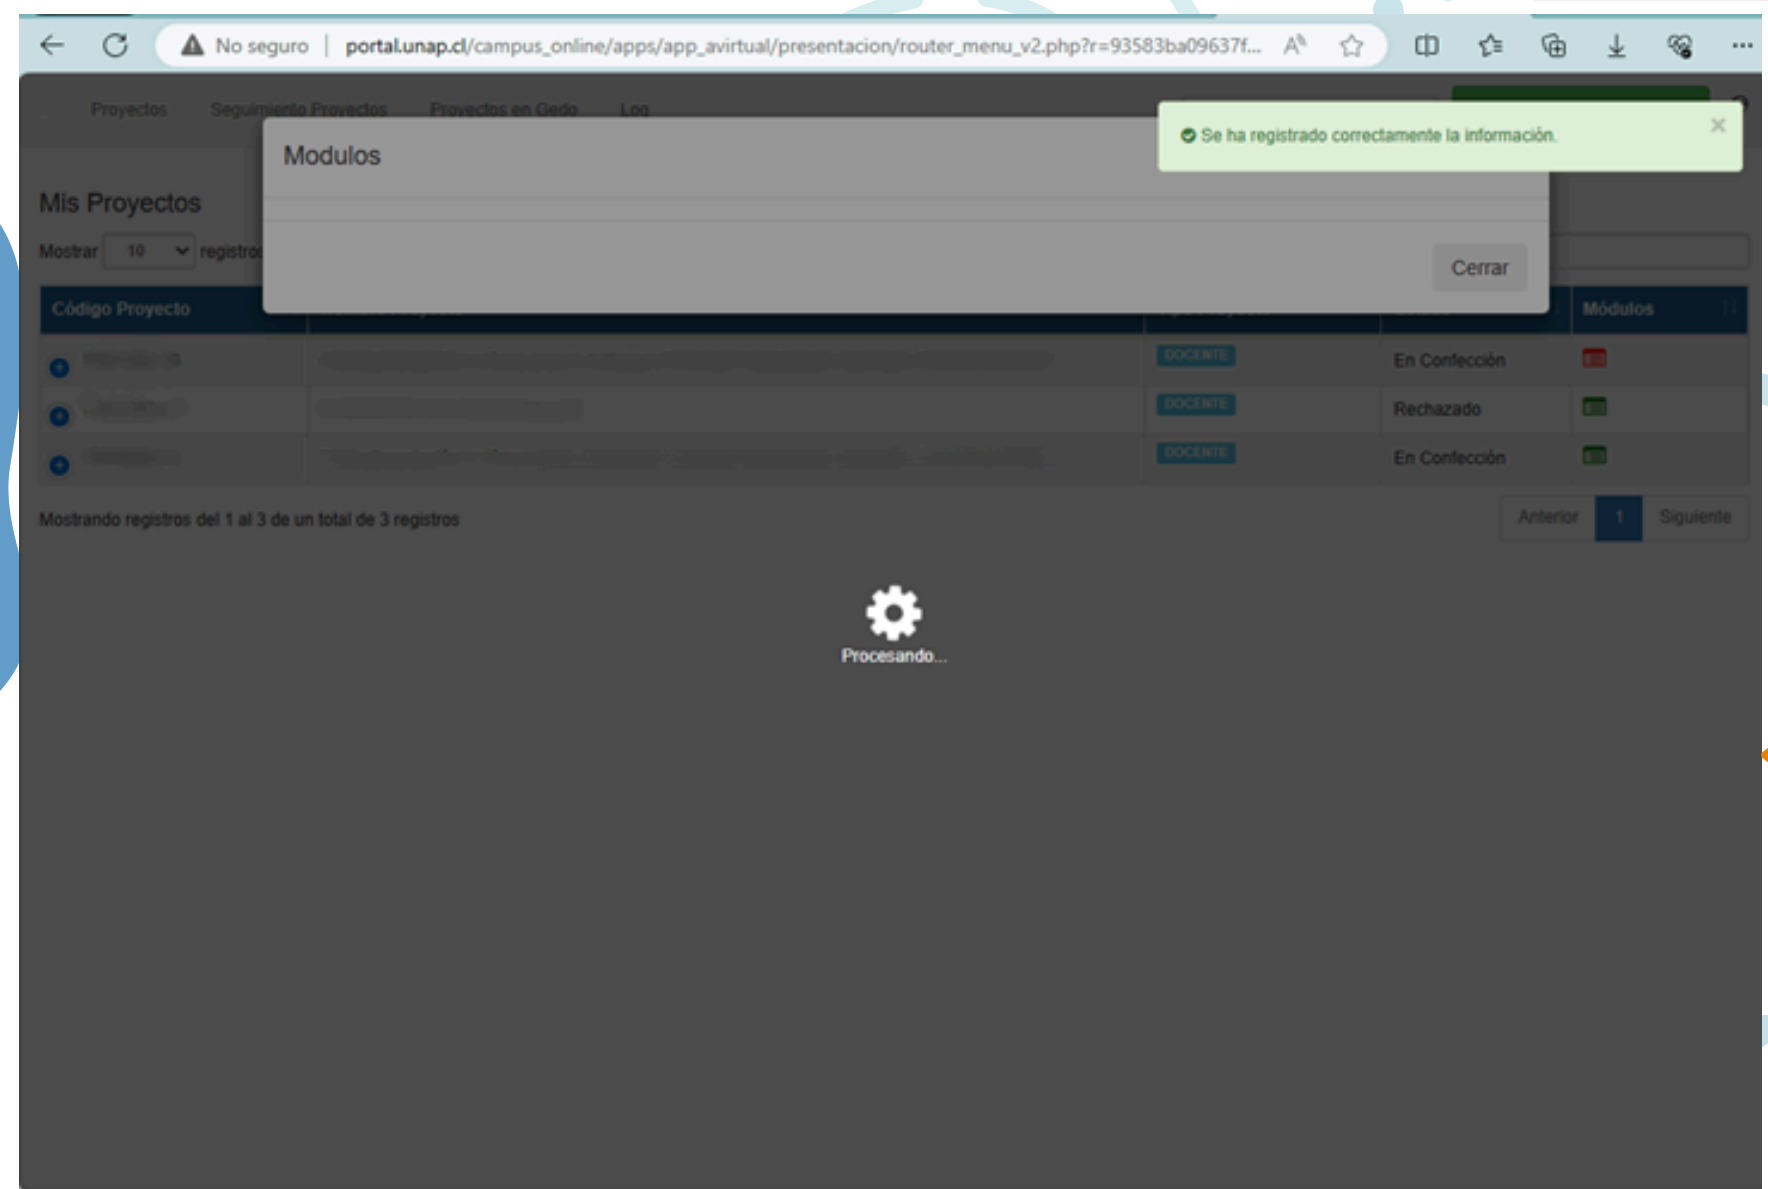 No seguro | portal.unap.cl/campus_online/apps/app_avirtual/presentacion/router_menu_v2.php?r=93583ba09637f...
Proyectos Seguimiento Proyectos Proyectos en Gedo Log
Se ha registrado correctamente la información. ×
Modulos
Mis Proyectos
Mostrar 10 registros
Cerrar
Código Proyecto Módulos
DOCENTE En Confección
DOCENTE Rechazado
DOCENTE En Confección
Mostrando registros del 1 al 3 de un total de 3 registros
Anterior 1 Siguiente
Procesando...